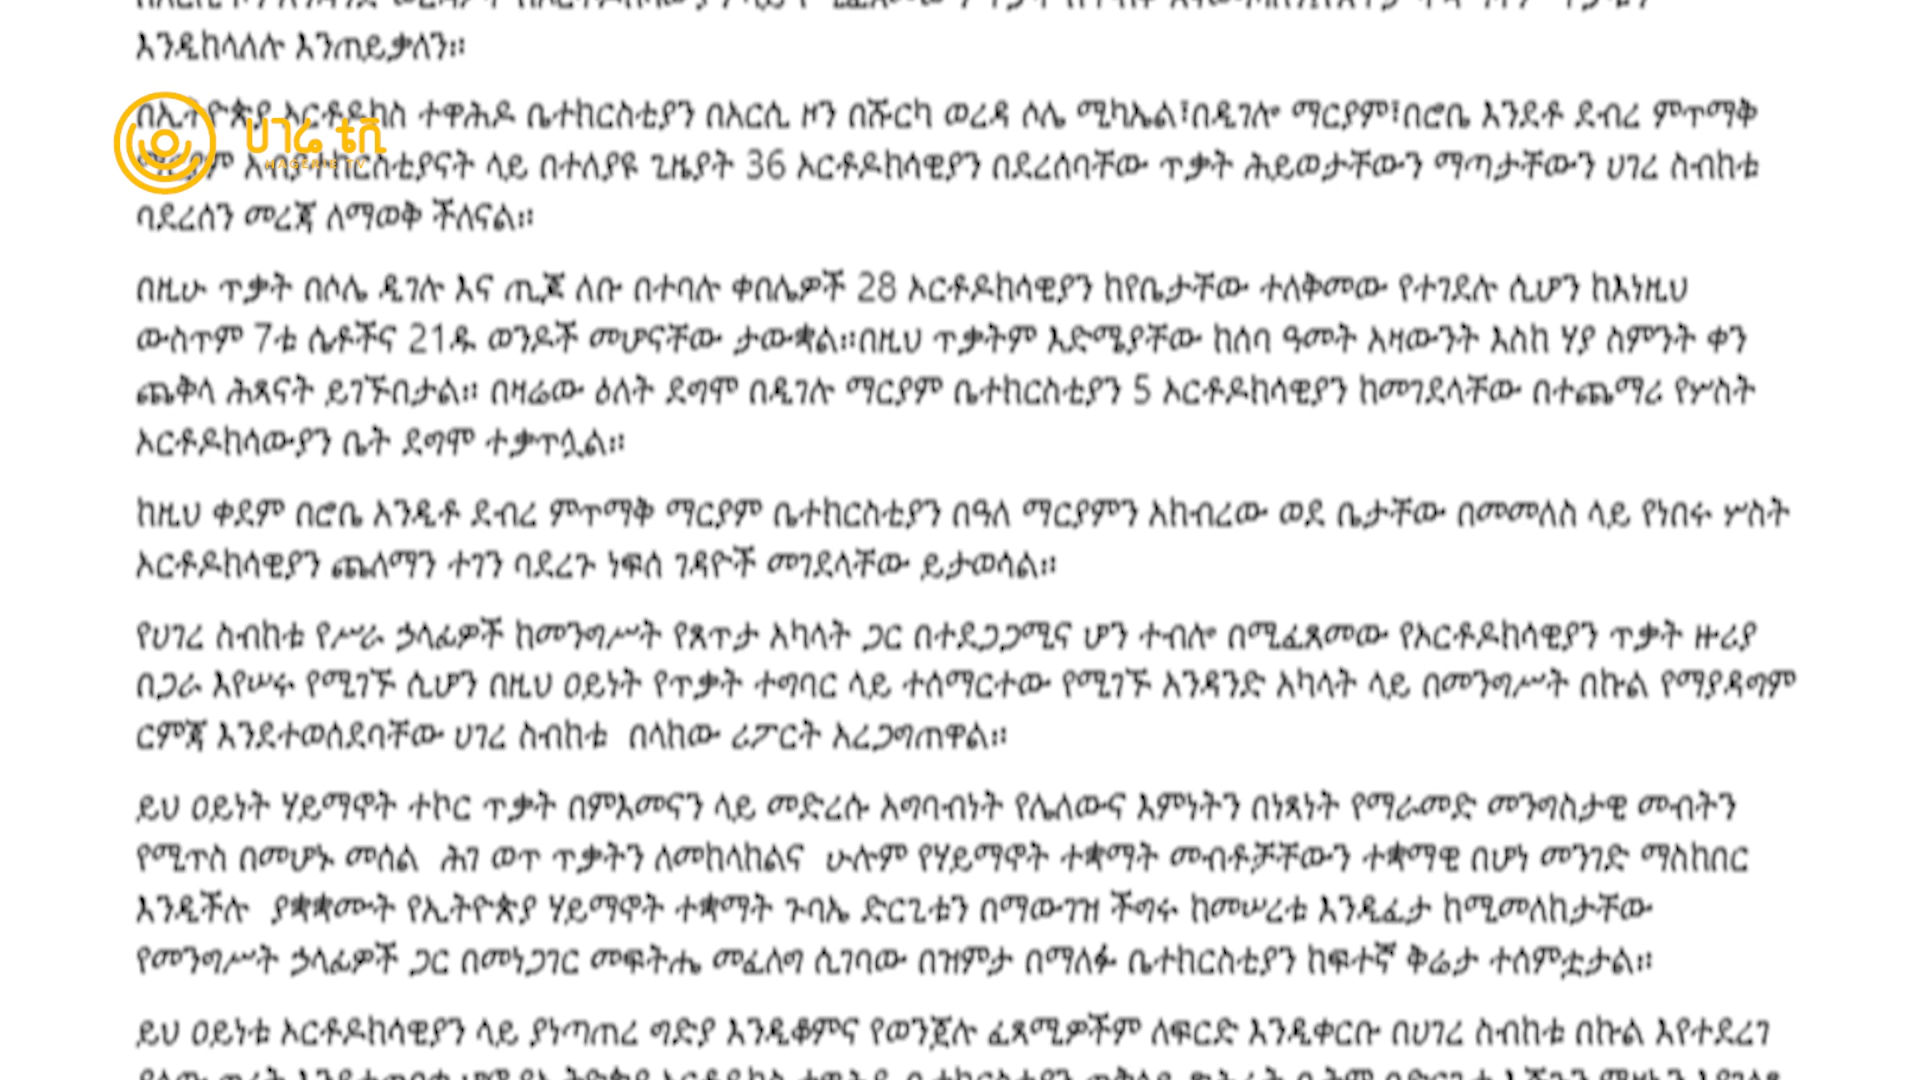 እንዲከላከሉ እንጠይቃለን።
በኢትዮጵያ ኦርቶዶክስ ተዋሕዶ ቤተክርስቲያን በአርሲ ዞን በሹርካ ወረዳ ሶሌ ሚካኤል፣በዲገሎ ማርያም፣በሮቤ እንደቶ ደብረ ምጥማቅ
ሀገሬ ቲቪ
HAGERIE TV
ማርያም አብያተክርስቲያናት ላይ በተለያዩ ጊዜያት 36 ኦርቶዶክሳዊያን በደረሰባቸው ጥቃት ሕይወታቸውን ማጣታቸውን ሀገረ ስብከቱ
ባደረሰን መረጃ ለማወቅ ችለናል።
በዚሁ ጥቃት በሶሌ ዲገሉ እና ጢጆ ለቡ በተባሉ ቀበሌዎች 28 ኦርቶዶክሳዊያን ከየቤታቸው ተለቅመው የተገደሉ ሲሆን ከእነዚህ
ውስጥም 7ቱ ሴቶችና 21ዱ ወንዶች መሆናቸው ታውቋል።በዚህ ጥቃትም እድሜያቸው ከሰባ ዓመት አዛውንት እስከ ሃያ ስምንት ቀን
ጨቅላ ሕጻናት ይገኙበታል። በዛሬው ዕለት ደግሞ በዲገሉ ማርያም ቤተክርስቲያን 5 ኦርቶዶክሳዊያን ከመገደላቸው በተጨማሪ የሦስት
ኦርቶዶክሳውያን ቤት ደግሞ ተቃጥሏል።
ከዚህ ቀደም በሮቤ አንዲቶ ደብረ ምጥማቅ ማርያም ቤተክርስቲያን በዓለ ማርያምን አክብረው ወደ ቤታቸው በመመለስ ላይ የነበሩ ሦስት
ኦርቶዶክሳዊያን ጨለማን ተገን ባደረጉ ነፍሰ ገዳዮች መገደላቸው ይታወሳል።
የሀገረ ስብከቱ የሥራ ኃላፊዎች ከመንግሥት የጸጥታ አካላት ጋር በተደጋጋሚና ሆን ተብሎ በሚፈጸመው የኦርቶዶክሳዊያን ጥቃት ዙሪያ
በጋራ እየሠሩ የሚገኙ ሲሆን በዚህ ዐይነት የጥቃት ተግባር ላይ ተሰማርተው የሚገኙ አንዳንድ አካላት ላይ በመንግሥት በኩል የማያዳግም
ርምጃ እንደተወሰደባቸው ሀገረ ስብከቱ በላከው ሪፖርት አረጋግጠዋል።
ይህ ዐይነት ሃይማኖት ተኮር ጥቃት በምእመናን ላይ መድረሱ አግባብነት የሌለውና እምነትን በነጻነት የማራመድ መንግስታዊ መብትን
የሚጥስ በመሆኑ መሰል ሕገ ወጥ ጥቃትን ለመከላከልና ሁሉም የሃይማኖት ተቋማት መብቶቻቸውን ተቋማዊ በሆነ መንገድ ማስከበር
እንዲችሉ ያቋቋሙት የኢትዮጵያ ሃይማኖት ተቋማት ጉባኤ ድርጊቱን በማውገዝ ችግሩ ከመሠረቱ እንዲፈታ ከሚመለከታቸው
የመንግሥት ኃላፊዎች ጋር በመነጋገር መፍትሔ መፈለግ ሲገባው በዝምታ በማለፉ ቤተክርስቲያን ከፍተኛ ቅሬታ ተሰምቷታል።
ይህ ዐይነቱ ኦርቶዶክሳዊያን ላይ ያነጣጠረ ግድያ እንዲቆምና የወንጀሉ ፈጻሚዎችም ለፍርድ እንዲቀርቡ በሀገረ ስብከቱ በኩል እየተደረገ